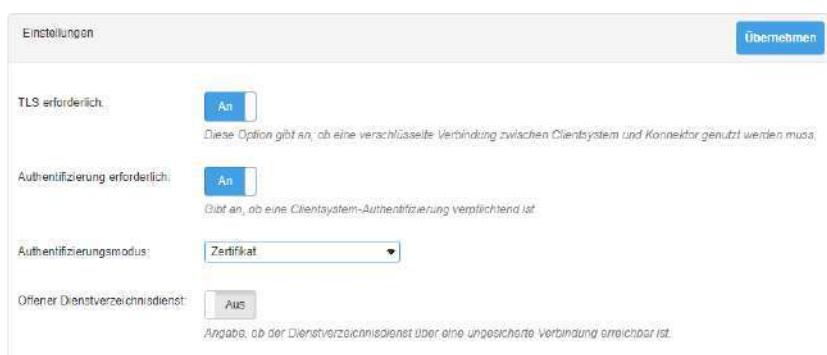 Einstellungen
Übernehmen
TLS erforderlich:
An
Diese Option gibt an, ob eine verschlüsselte Verbindung zwischen Clientsystem und Konnektor genutzt werden muss.
Authentifizierung erforderlich:
An
Gibt an, ob eine Clientsystem-Authentifizierung verpflichtend ist
Authentifizierungsmodus:
Zertifikat
Offener Dienstverzeichnisdienst:
Aus
Angabe, ob der Dienstverzeichnisdienst über eine ungesicherte Verbindung erreichbar ist.